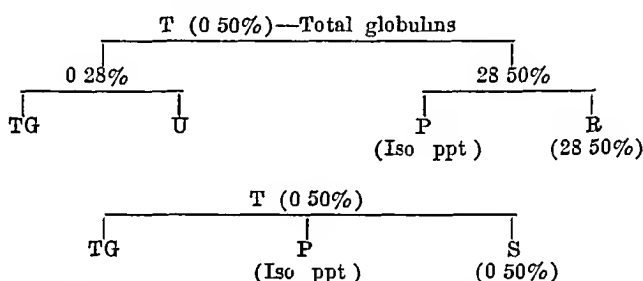 T (0 50%)—Total globulins
0 28% 28 50%
TG U P R
(Iso ppt) (28 50%)
T (0 50%)
TG P S
(Iso ppt) (0 50%)